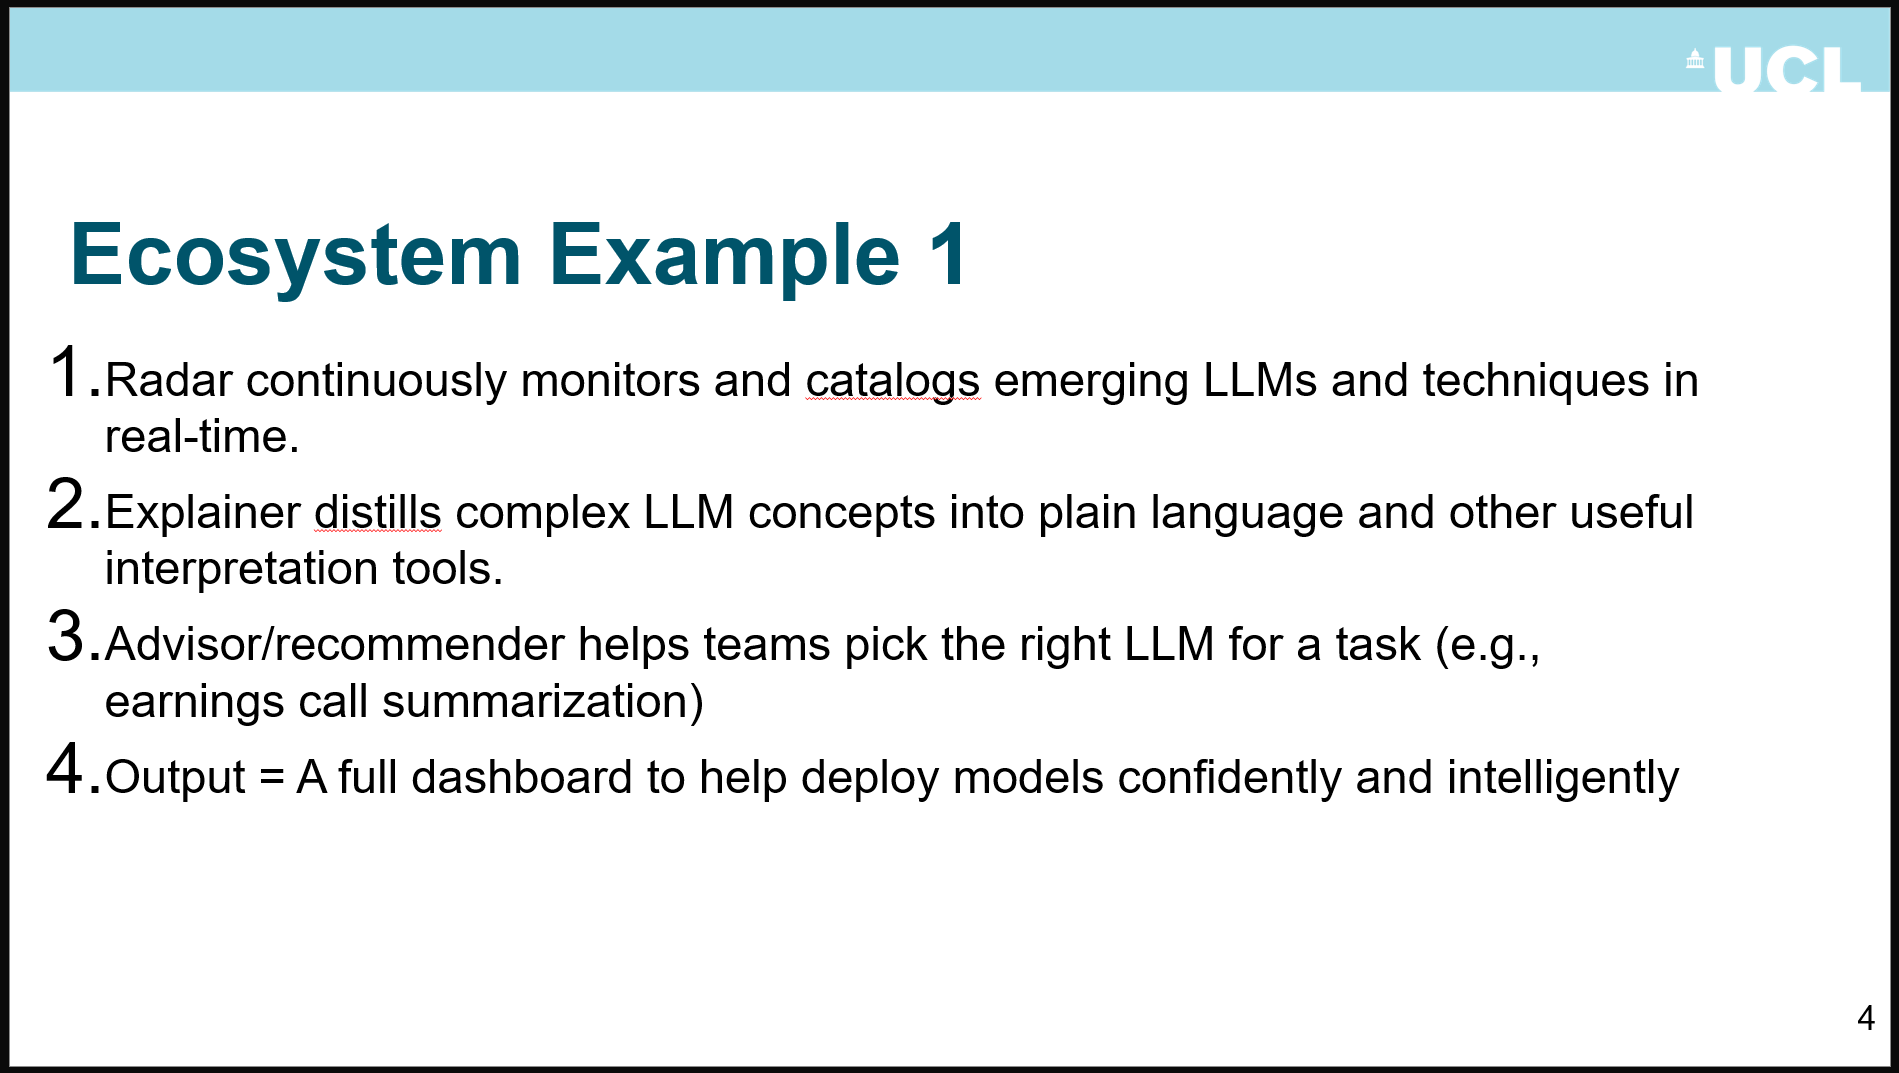 UCL
Ecosystem Example 1
1. Radar continuously monitors and catalogs emerging LLMs and techniques in
real-time.
2. Explainer distills complex LLM concepts into plain language and other useful
interpretation tools.
3. Advisor/recommender helps teams pick the right LLM for a task (e.g.,
earnings call summarization)
4. Output = A full dashboard to help deploy models confidently and intelligently
4